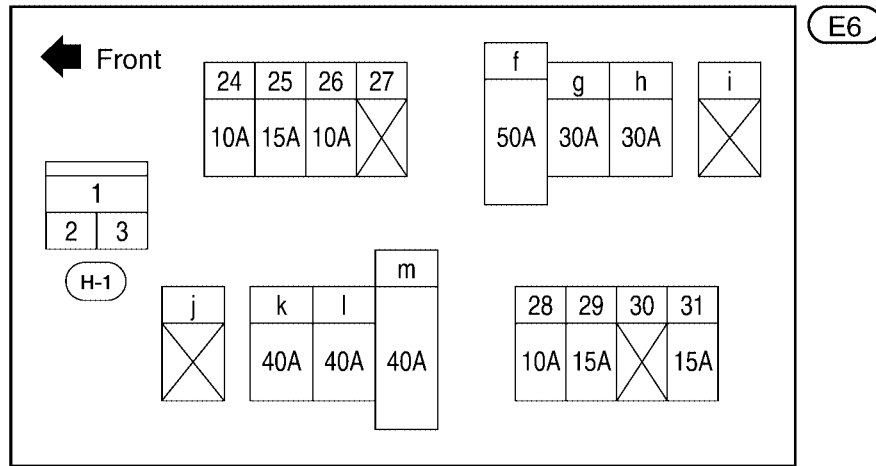 E6
Front
24 25 26 27
10A 15A 10A
f
g h
50A 30A 30A
i
1
2 3
H-1
j
k l
m
40A 40A 40A
28 29 30 31
10A 15A 15A